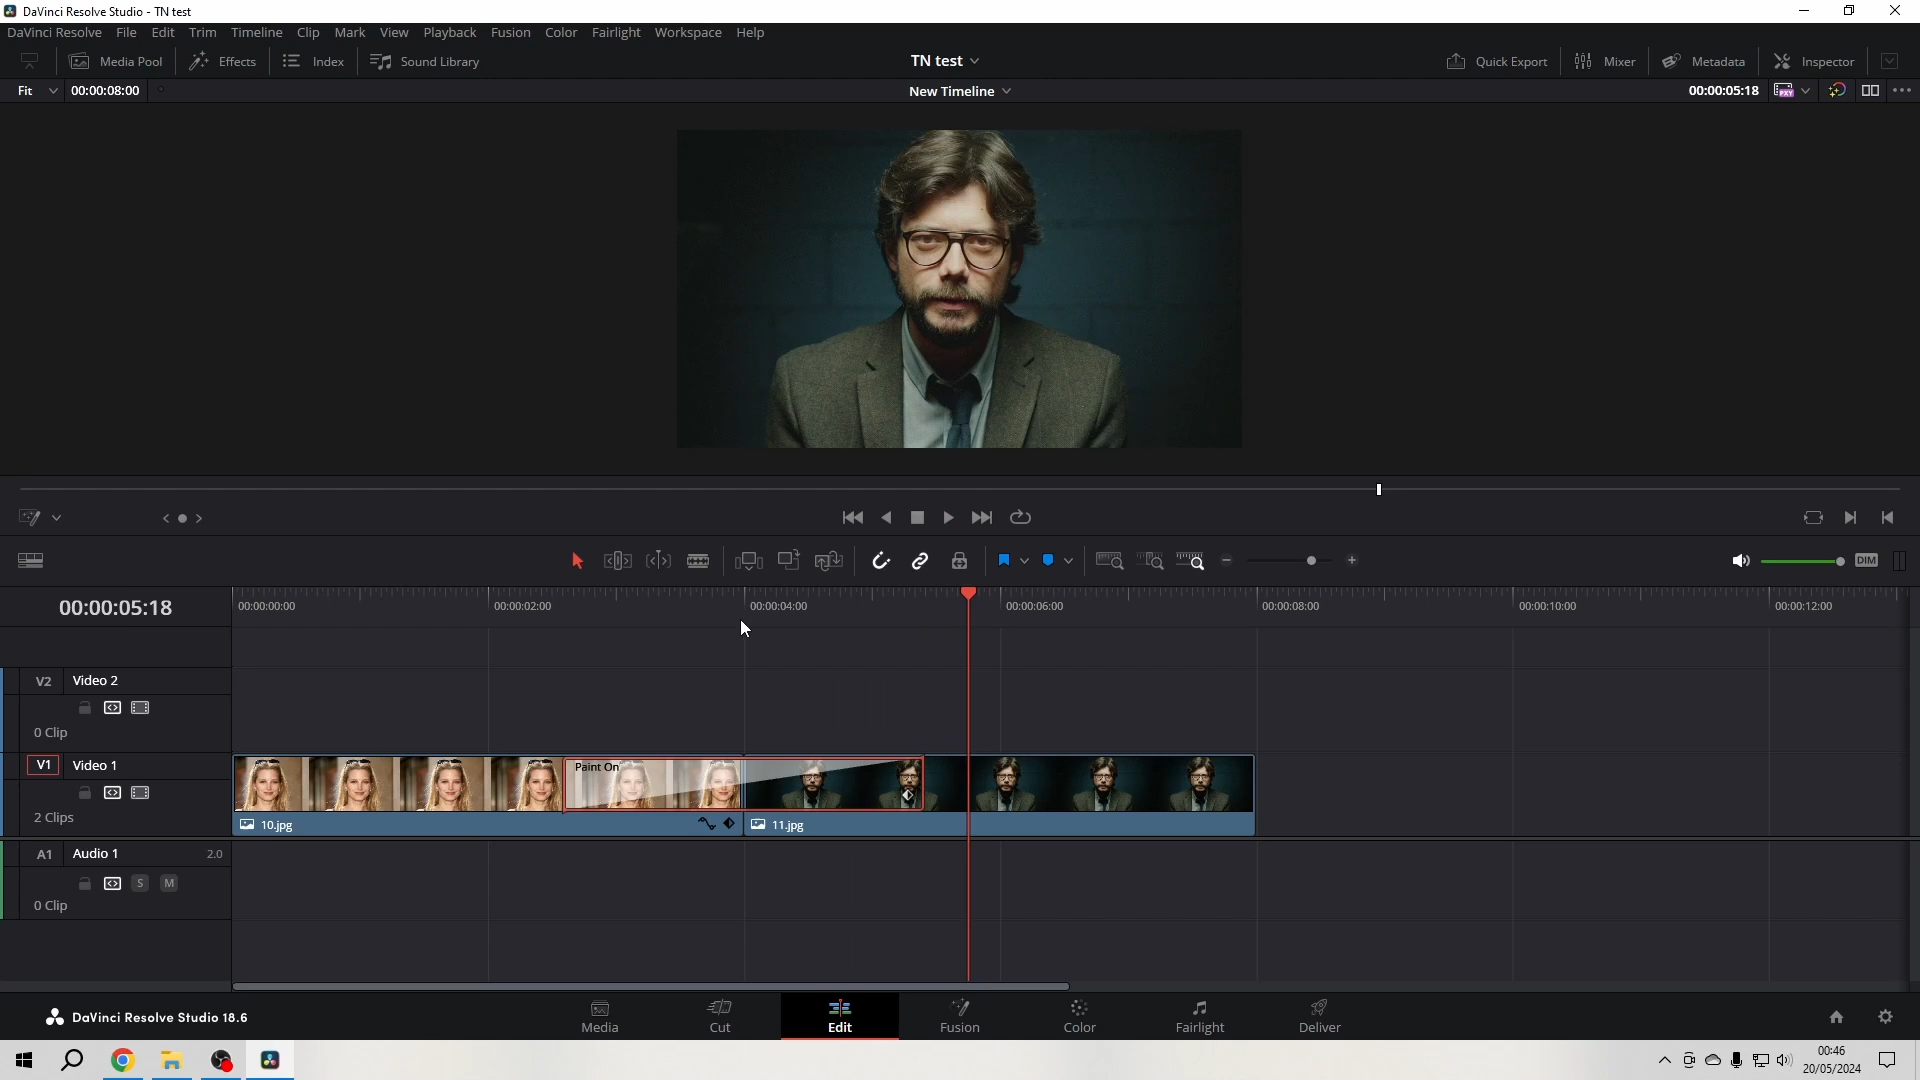 DaVinci Resolve Studio - TN test
DaVinci Resolve File Edit Trim Timeline Clip Mark View Playback Fusion Color Fairlight Workspace Help
Media Pool Effects Index Sound Library TN test Quick Export Mixer Metadata Inspector
Fit 00:00:08:00 New Timeline 00:00:05:18 PXY
DIM
00:00:05:18 00:00:00:00 00:00:02:00 00:00:04:00 00:00:06:00 00:00:08:00 00:00:10:00 00:00:12:00
V2 Video 2
0 Clip
V1 Video 1 Paint On
2 Clips 10.jpg 11.jpg
A1 Audio 1 2.0
S M
0 Clip
DaVinci Resolve Studio 18.6 Media Cut Edit Fusion Color Fairlight Deliver
00:46
20/05/2024